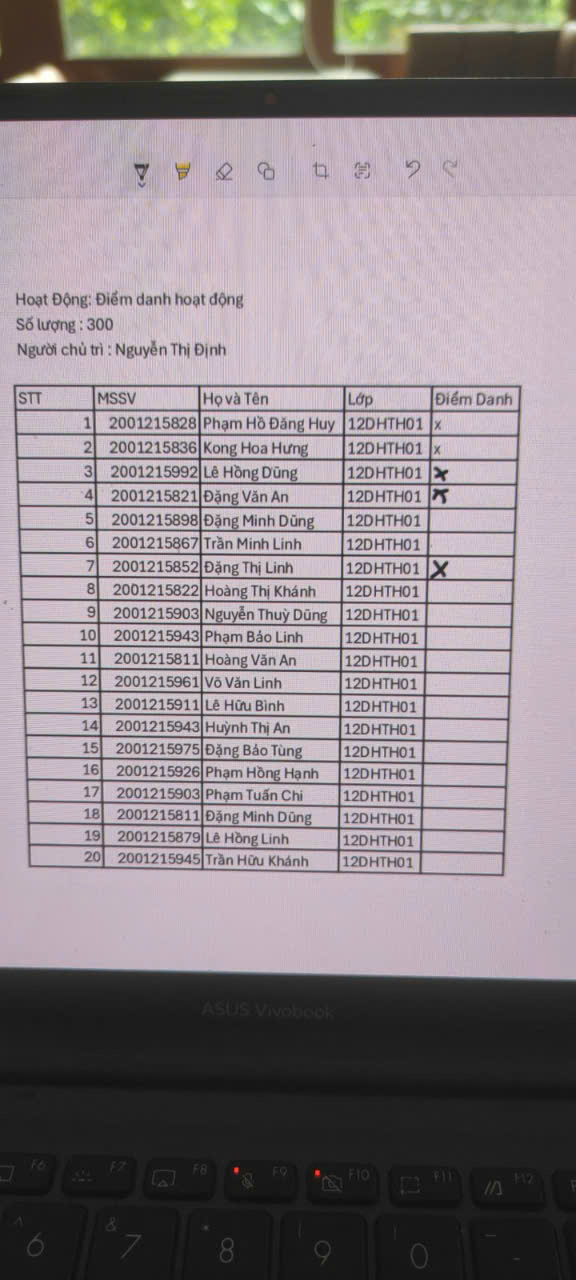 Hoạt Động: Điểm danh hoạt động
Số lượng : 300
Người chủ trì : Nguyễn Thị Định
STT MSSV Họ và Tên Lớp Điểm Danh
1 2001215828 Phạm Hồ Đăng Huy 12DHTH01 x
2 2001215836 Kong Hoa Hưng 12DHTH01 x
3 2001215992 Lê Hồng Dũng 12DHTH01 x
4 2001215821 Đặng Văn An 12DHTH01 x
5 2001215898 Đặng Minh Dũng 12DHTH01
6 2001215867 Trần Minh Linh 12DHTH01
7 2001215852 Đặng Thị Linh 12DHTH01 X
8 2001215822 Hoàng Thị Khánh 12DHTH01
9 2001215903 Nguyễn Thuỳ Dũng 12DHTH01
10 2001215943 Phạm Bảo Linh 12DHTH01
11 2001215811 Hoàng Văn An 12DHTH01
12 2001215961 Võ Văn Linh 12DHTH01
13 2001215911 Lê Hữu Bình 12DHTH01
14 2001215943 Huỳnh Thị An 12DHTH01
15 2001215975 Đặng Bảo Tùng 12DHTH01
16 2001215926 Phạm Hồng Hạnh 12DHTH01
17 2001215903 Phạm Tuấn Chi 12DHTH01
18 2001215811 Đặng Minh Dũng 12DHTH01
19 2001215879 Lê Hồng Linh 12DHTH01
20 2001215945 Trần Hữu Khánh 12DHTH01
ASUS Vivobook
F6 F7 F8 F9 F10 F11 F12
^ & * ( ) _
6 7 8 9 0 -